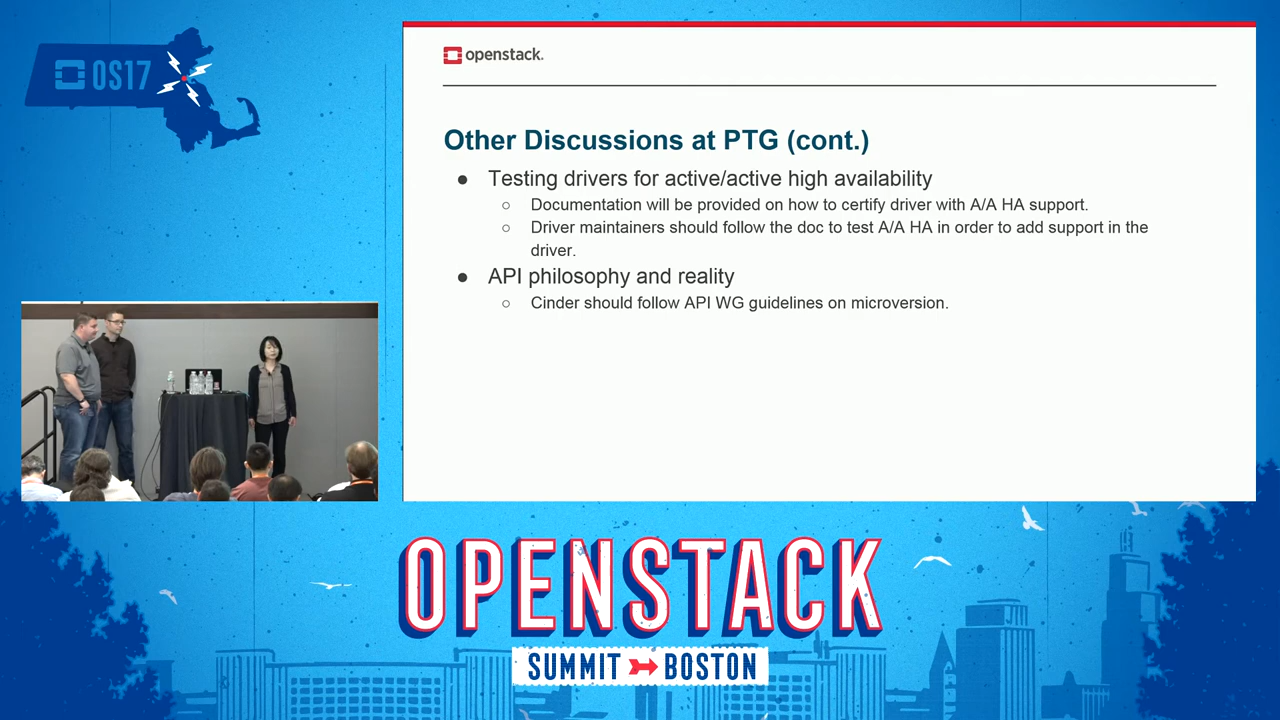 OS17
openstack.
Other Discussions at PTG (cont.)
● Testing drivers for active/active high availability
○ Documentation will be provided on how to certify driver with A/A HA support.
○ Driver maintainers should follow the doc to test A/A HA in order to add support in the
driver.
● API philosophy and reality
○ Cinder should follow API WG guidelines on microversion.
OPENSTACK
SUMMIT BOSTON